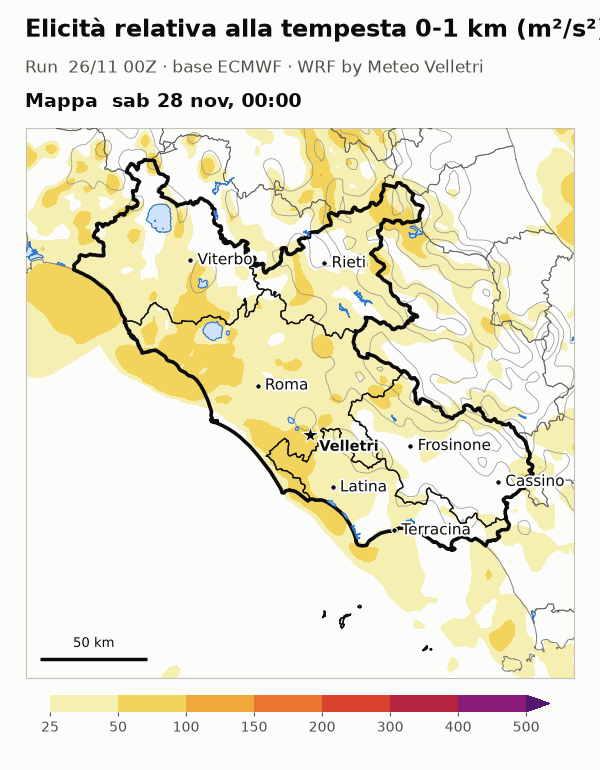 Elicità relativa alla tempesta 0-1 km (m²/s²)
Run 26/11 00Z · base ECMWF · WRF by Meteo Velletri
Mappa sab 28 nov, 00:00
Viterbo
Rieti
Roma
Velletri
Frosinone
Latina
Cassino
Terracina
50 km
25 50 100 150 200 300 400 500